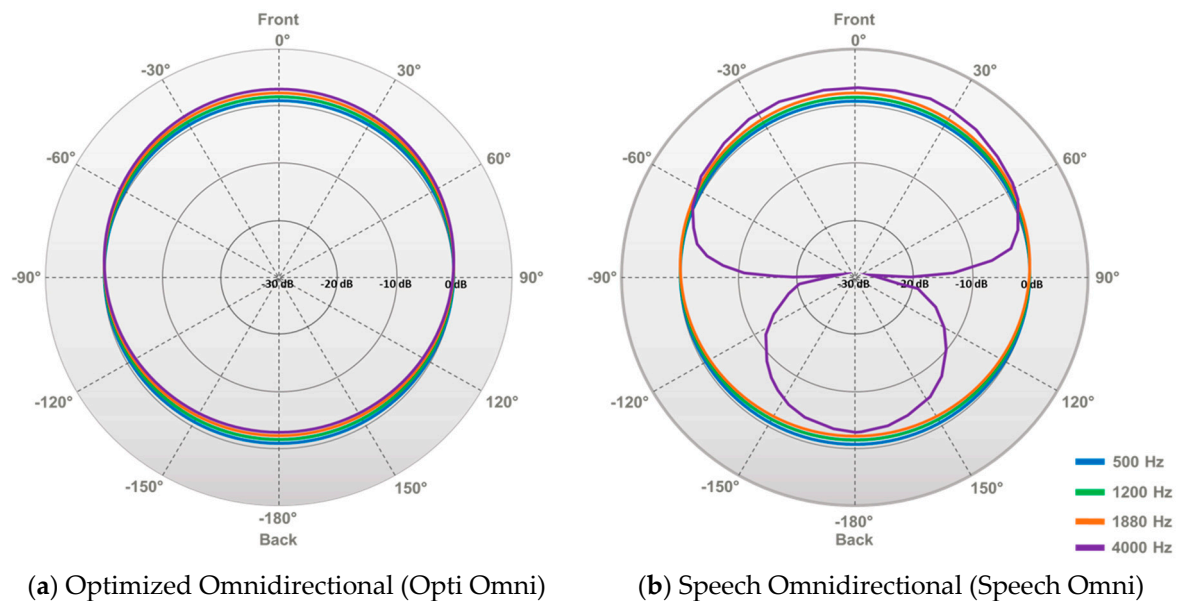 Front
0°
-30°
30°
-60°
60°
-90°
-30 dB
-20 dB
-10 dB
0 dB
90°
-120°
120°
-150°
150°
-180°
Back
(a) Optimized Omnidirectional (Opti Omni)
Front
0°
-30°
30°
-60°
60°
-90°
-30 dB
-20 dB
-10 dB
0 dB
90°
-120°
120°
-150°
150°
-180°
Back
500 Hz
1200 Hz
1880 Hz
4000 Hz
(b) Speech Omnidirectional (Speech Omni)